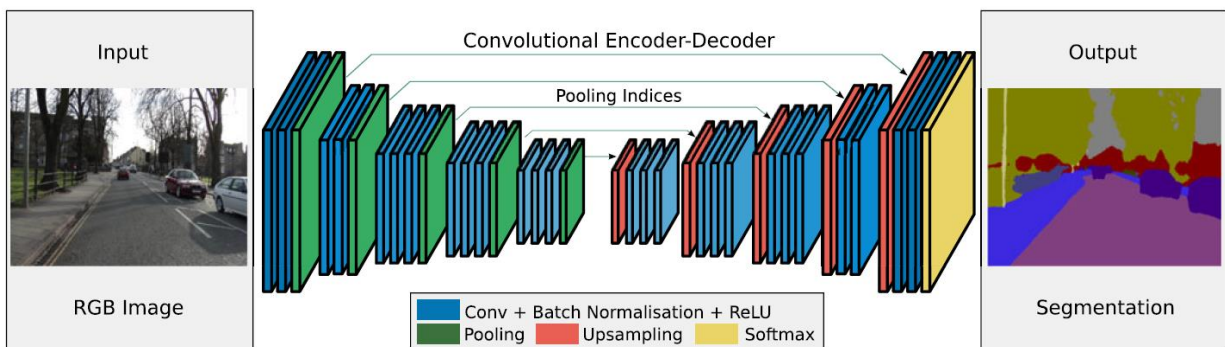 Input
Convolutional Encoder-Decoder
Output
Pooling Indices
RGB Image
Conv + Batch Normalisation + ReLU
Pooling Upsampling Softmax
Segmentation